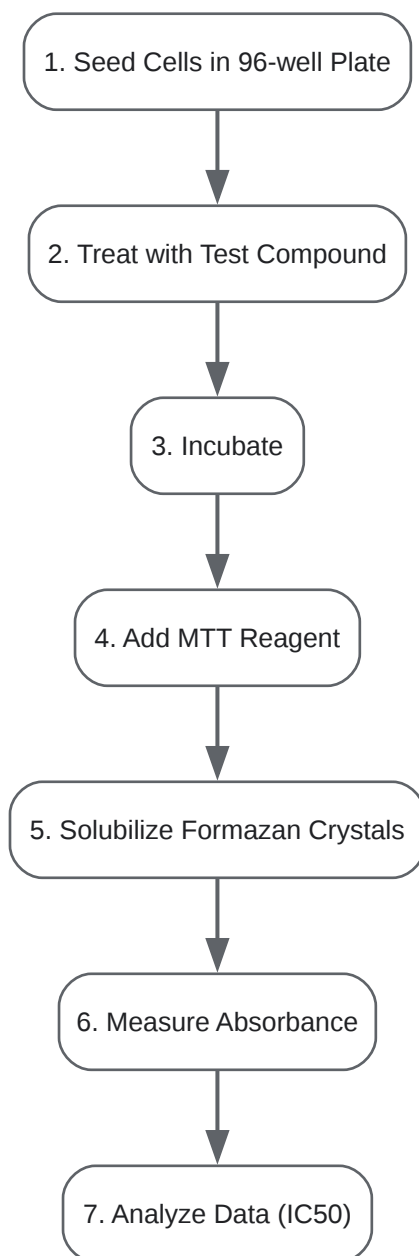 1. Seed Cells in 96-well Plate
2. Treat with Test Compound
3. Incubate
4. Add MTT Reagent
5. Solubilize Formazan Crystals
6. Measure Absorbance
7. Analyze Data (IC50)